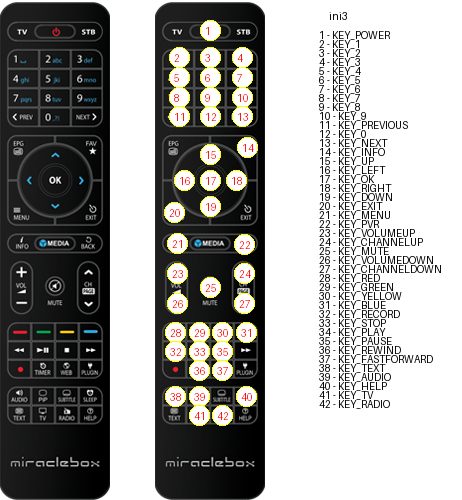 ini3
TV STB
1 2 abc 3 def
4 ghi 5 jkl 6 mno
7 pqrs 8 tuv 9 wxyz
PREV 0 NEXT
EPG FAV
OK
MENU EXIT
INFO MEDIA BACK
VOL CH
PAGE
MUTE
TIMER WEB PLUGIN
AUDIO PIP SUBTITLE SLEEP
TEXT TV RADIO HELP
miraclebox
TV 1 STB
2 3 4
5 6 7
8 9 10
11 12 13
EPG 14
15
16 17 18
19
20 EXIT
21 MEDIA 22
23 24
VOL 25 CH
26 MUTE 27
28 29 30 31
32 33 35
36 37 PLUGIN
38 39 SUBTITLE 40
TEXT 41 42 HELP
miraclebox
1 - KEY_POWER
2 - KEY_1
3 - KEY_2
4 - KEY_3
5 - KEY_4
6 - KEY_5
7 - KEY_6
8 - KEY_7
9 - KEY_8
10 - KEY_9
11 - KEY_PREVIOUS
12 - KEY_0
13 - KEY_NEXT
14 - KEY_INFO
15 - KEY_UP
16 - KEY_LEFT
17 - KEY_OK
18 - KEY_RIGHT
19 - KEY_DOWN
20 - KEY_EXIT
21 - KEY_MENU
22 - KEY_PVR
23 - KEY_VOLUMEUP
24 - KEY_CHANNELUP
25 - KEY_MUTE
26 - KEY_VOLUMEDOWN
27 - KEY_CHANNELDOWN
28 - KEY_RED
29 - KEY_GREEN
30 - KEY_YELLOW
31 - KEY_BLUE
32 - KEY_RECORD
33 - KEY_STOP
34 - KEY_PLAY
35 - KEY_PAUSE
36 - KEY_REWIND
37 - KEY_FASTFORWARD
38 - KEY_TEXT
39 - KEY_AUDIO
40 - KEY_HELP
41 - KEY_TV
42 - KEY_RADIO